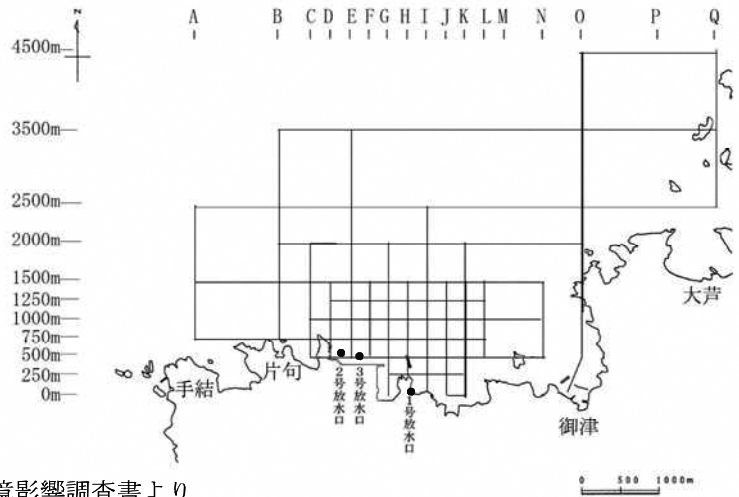 A B C D E F G H I J K L M N O P Q
z
4500m
3500m
2500m
2000m
1500m
1250m
1000m
750m
500m
250m
0m
手結
片句
2号放水口
3号放水口
1号放水口
御津
大芦
0 500 1000m
境影響調査書より